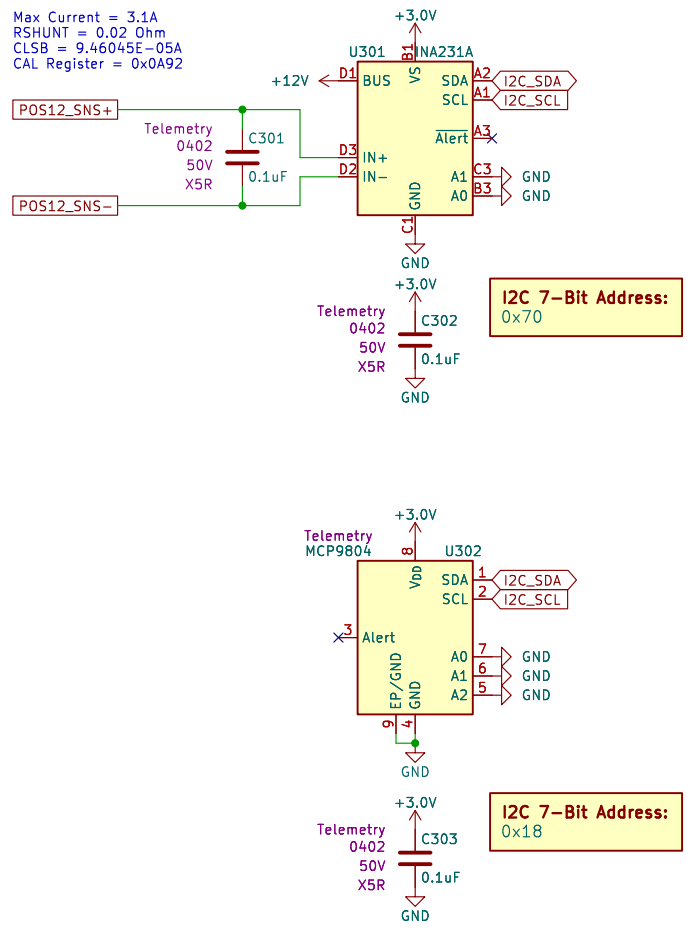 Max Current = 3.1A
RSHUNT = 0.02 Ohm
CLSB = 9.46045E-05A
CAL Register = 0x0A92
+3.0V
U301
INA231A
B1
VS
+12V
D1
BUS
SDA
A2
I2C_SDA
SCL
A1
I2C_SCL
POS12_SNS+
Telemetry
0402
50V
X5R
C301
0.1uF
Alert
A3
D3
IN+
D2
IN-
A1
C3
GND
A0
B3
GND
POS12_SNS-
GND
C1
GND
+3.0V
Telemetry
0402
50V
X5R
C302
0.1uF
GND
I2C 7-Bit Address:
0x70
+3.0V
Telemetry
MCP9804
8
U302
VDD
SDA
1
I2C_SDA
SCL
2
I2C_SCL
3
Alert
A0
7
GND
A1
6
GND
A2
5
GND
EP/GND
GND
9
4
GND
+3.0V
Telemetry
0402
50V
X5R
C303
0.1uF
GND
I2C 7-Bit Address:
0x18